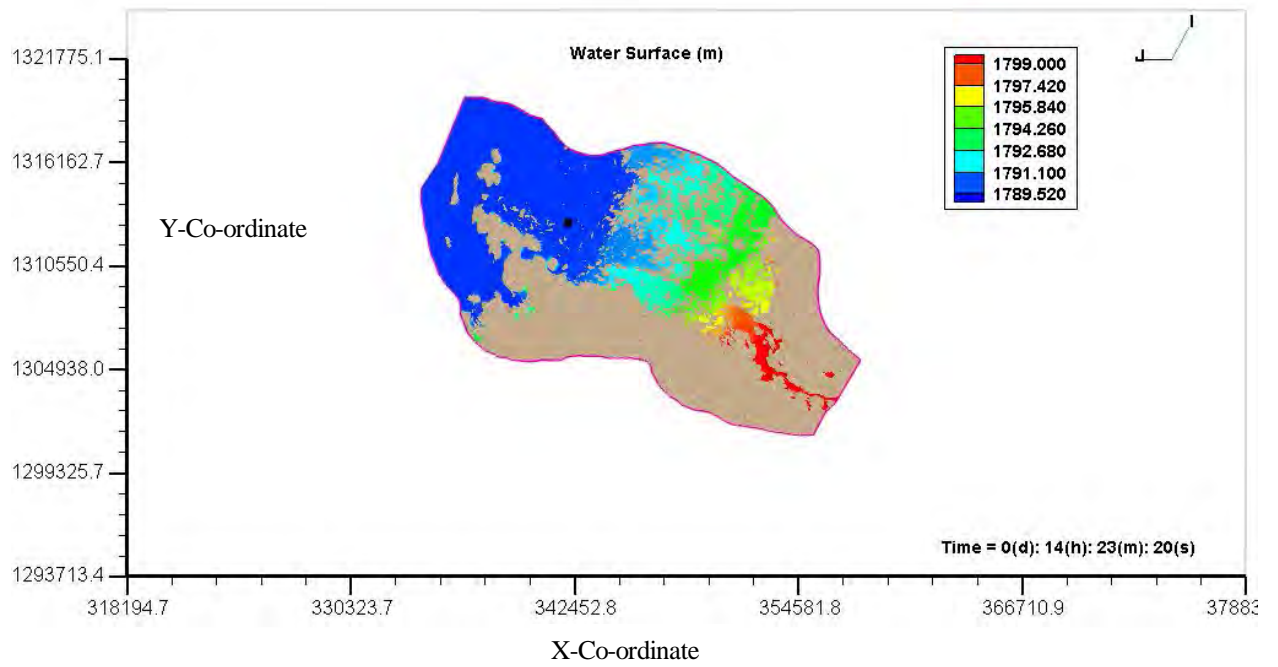 Water Surface (m)
1799.000
1797.420
1795.840
1794.260
1792.680
1791.100
1789.520
I
J
1321775.1
1316162.7
1310550.4
1304938.0
1299325.7
1293713.4
Y-Co-ordinate
Time = 0(d): 14(h): 23(m): 20(s)
318194.7 330323.7 342452.8 354581.8 366710.9 37883
X-Co-ordinate